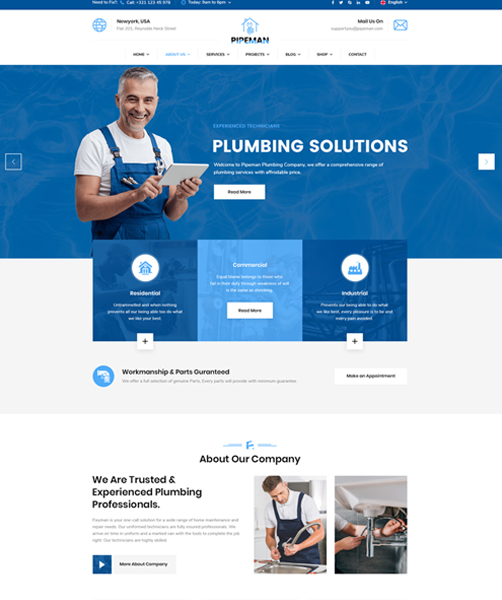 Need to Fix!! Call: +321 123 45 978 Today: 9am to 6pm English
Newyork, USA
Flat 201, Reynolds Neck Street
PIPEMAN
Mail Us On
HOME ABOUT US SERVICES PROJECTS BLOG SHOP CONTACT
EXPERIENCED TECHNICIANS
PLUMBING SOLUTIONS
Welcome to Pipeman Plumbing Company, we offer a comprehensive range of
plumbing services with affordable price.
Read More
Residential
Untrammelled and when nothing
prevents all our being able too do what
we like your best.
Commercial
Equal blame belongs to those who
fail in their duty through weakness of will
is the same as shrinking.
Read More
Industrial
Prevents our being able to do what
we like best, every pleasure is to be and
every pain avoided.
+
+
Workmanship & Parts Guranteed
We offer a full selection of genuine Parts, Every parts will provide with minimum guarantee.
Make an Appointment
About Our Company
We Are Trusted &
Experienced Plumbing
Professionals.
is your one call solution for a wide range of home maintenance and
repair needs. Our uniformed technicians are fully insured professionals. We
arrive on time in uniform and a marked van with the tools to complete the job
right. Our technicians are highly skilled.
More About Company